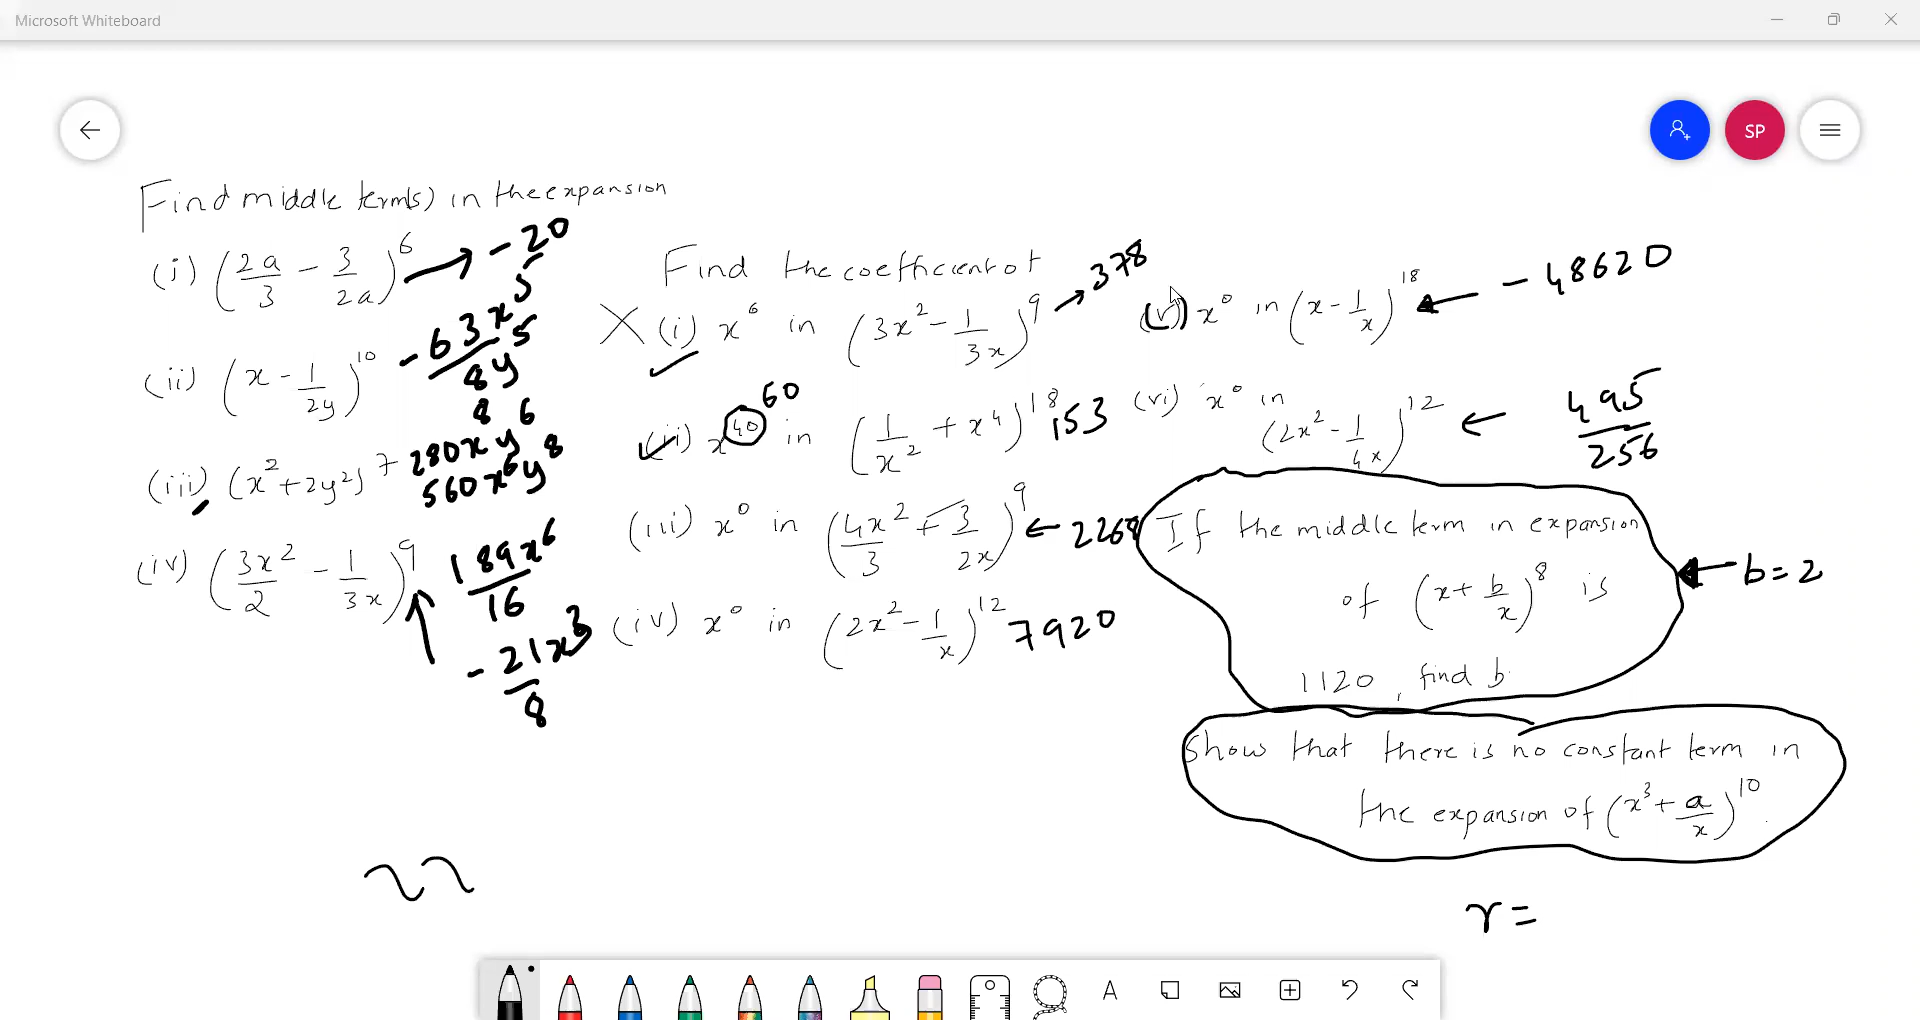 Microsoft Whiteboard
SP
Find middle term(s) in the expansion
(i) (2a/3 - 3/2a)^6 → -20
(ii) (x - 1/2y)^10 -63x^5/8y^5
(iii) (x^2+2y^2)^7 280x^8y^6
560x^6y^8
(iv) (3x^2/2 - 1/3x)^9 189x^6/16
-21x^3/8
Find the coefficient of
X (i) x^6 in (3x^2 - 1/3x)^9 → 378
(ii) x^40 60 in (1/x^2 + x^4)^18 153
(iii) x^0 in (4x^2/3 + 3/2x)^9 ← 2268
(iv) x^0 in (2x^2 - 1/x)^12 7920
(v) x^0 in (x - 1/x)^18 ← -48620
(vi) x^0 in
(2x^2 - 1/4x)^12 ← 495/256
If the middle term in expansion
of (x + b/x)^8 is
1120, find b.
← b=2
Show that there is no constant term in
the expansion of (x^3 + a/x)^10.
r=
A